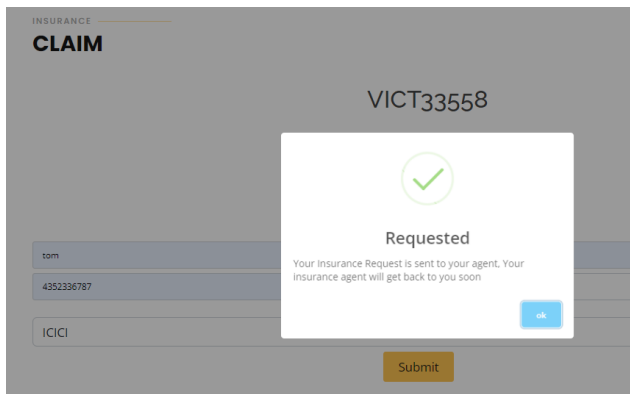 INSURANCE
CLAIM
VICT33558
Requested
Your Insurance Request is sent to your agent, Your
insurance agent will get back to you soon
ok
tom
4352336787
ICICI
Submit